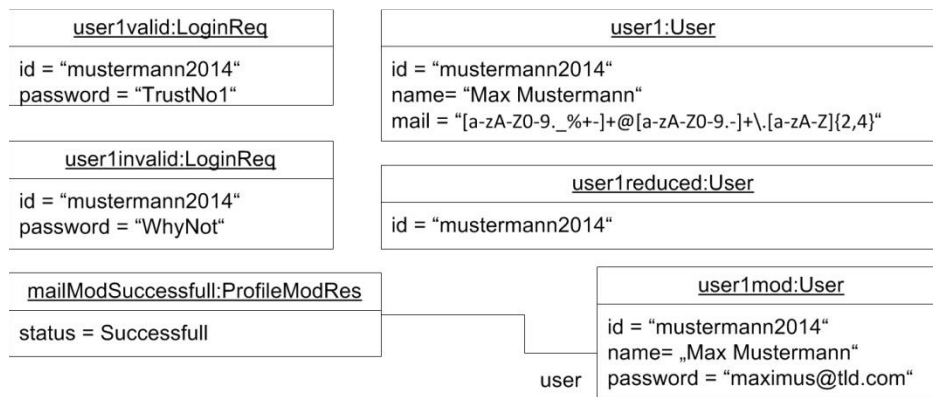 user1valid:LoginReq
id = “mustermann2014“
password = “TrustNo1“
user1:User
id = “mustermann2014“
name= “Max Mustermann“
mail = “[a-zA-Z0-9._%+-]+@[a-zA-Z0-9.-]+\.[a-zA-Z]{2,4}“
user1invalid:LoginReq
id = “mustermann2014“
password = “WhyNot“
user1reduced:User
id = “mustermann2014“
mailModSuccessfull:ProfileModRes
status = Successfull
user
user1mod:User
id = “mustermann2014“
name= „Max Mustermann“
password = “maximus@tld.com“